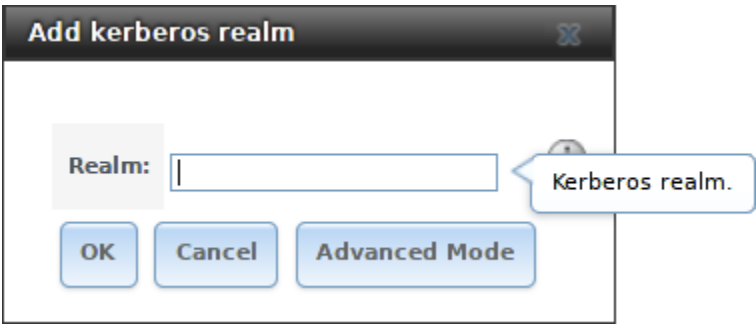 Add kerberos realm
Realm:
Kerberos realm.
OK Cancel Advanced Mode